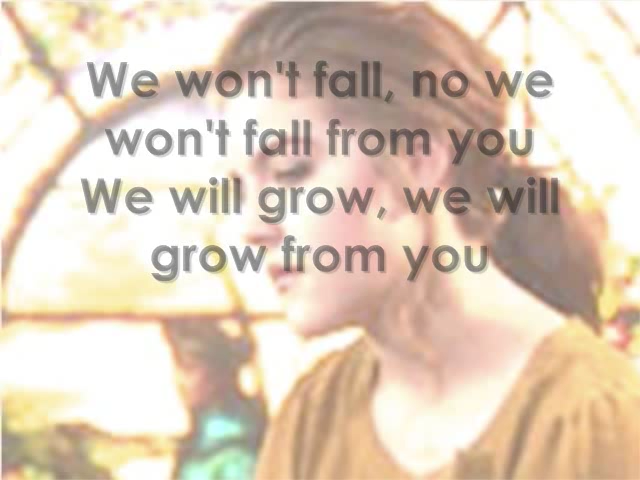 We won't fall, no we
won't fall from you
We will grow, we will
grow from you